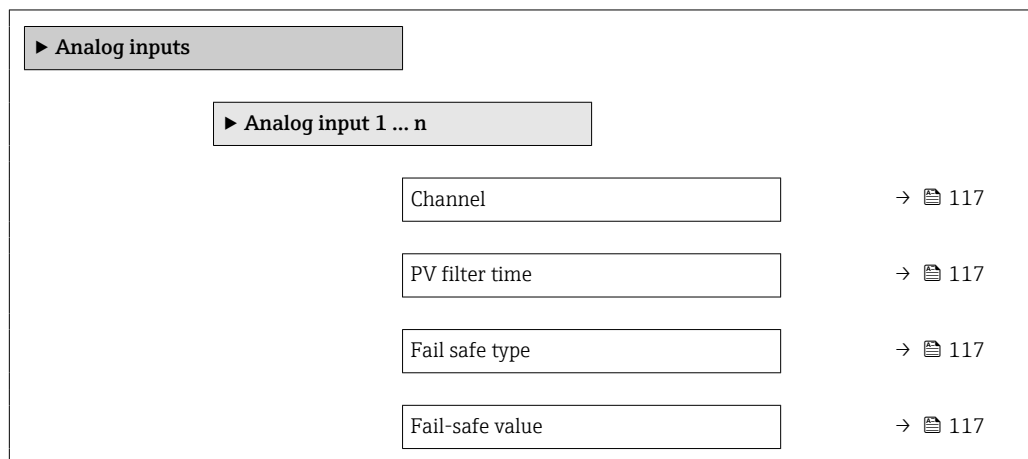 ▶ Analog inputs
▶ Analog input 1 ... n
Channel → 117
PV filter time → 117
Fail safe type → 117
Fail-safe value → 117